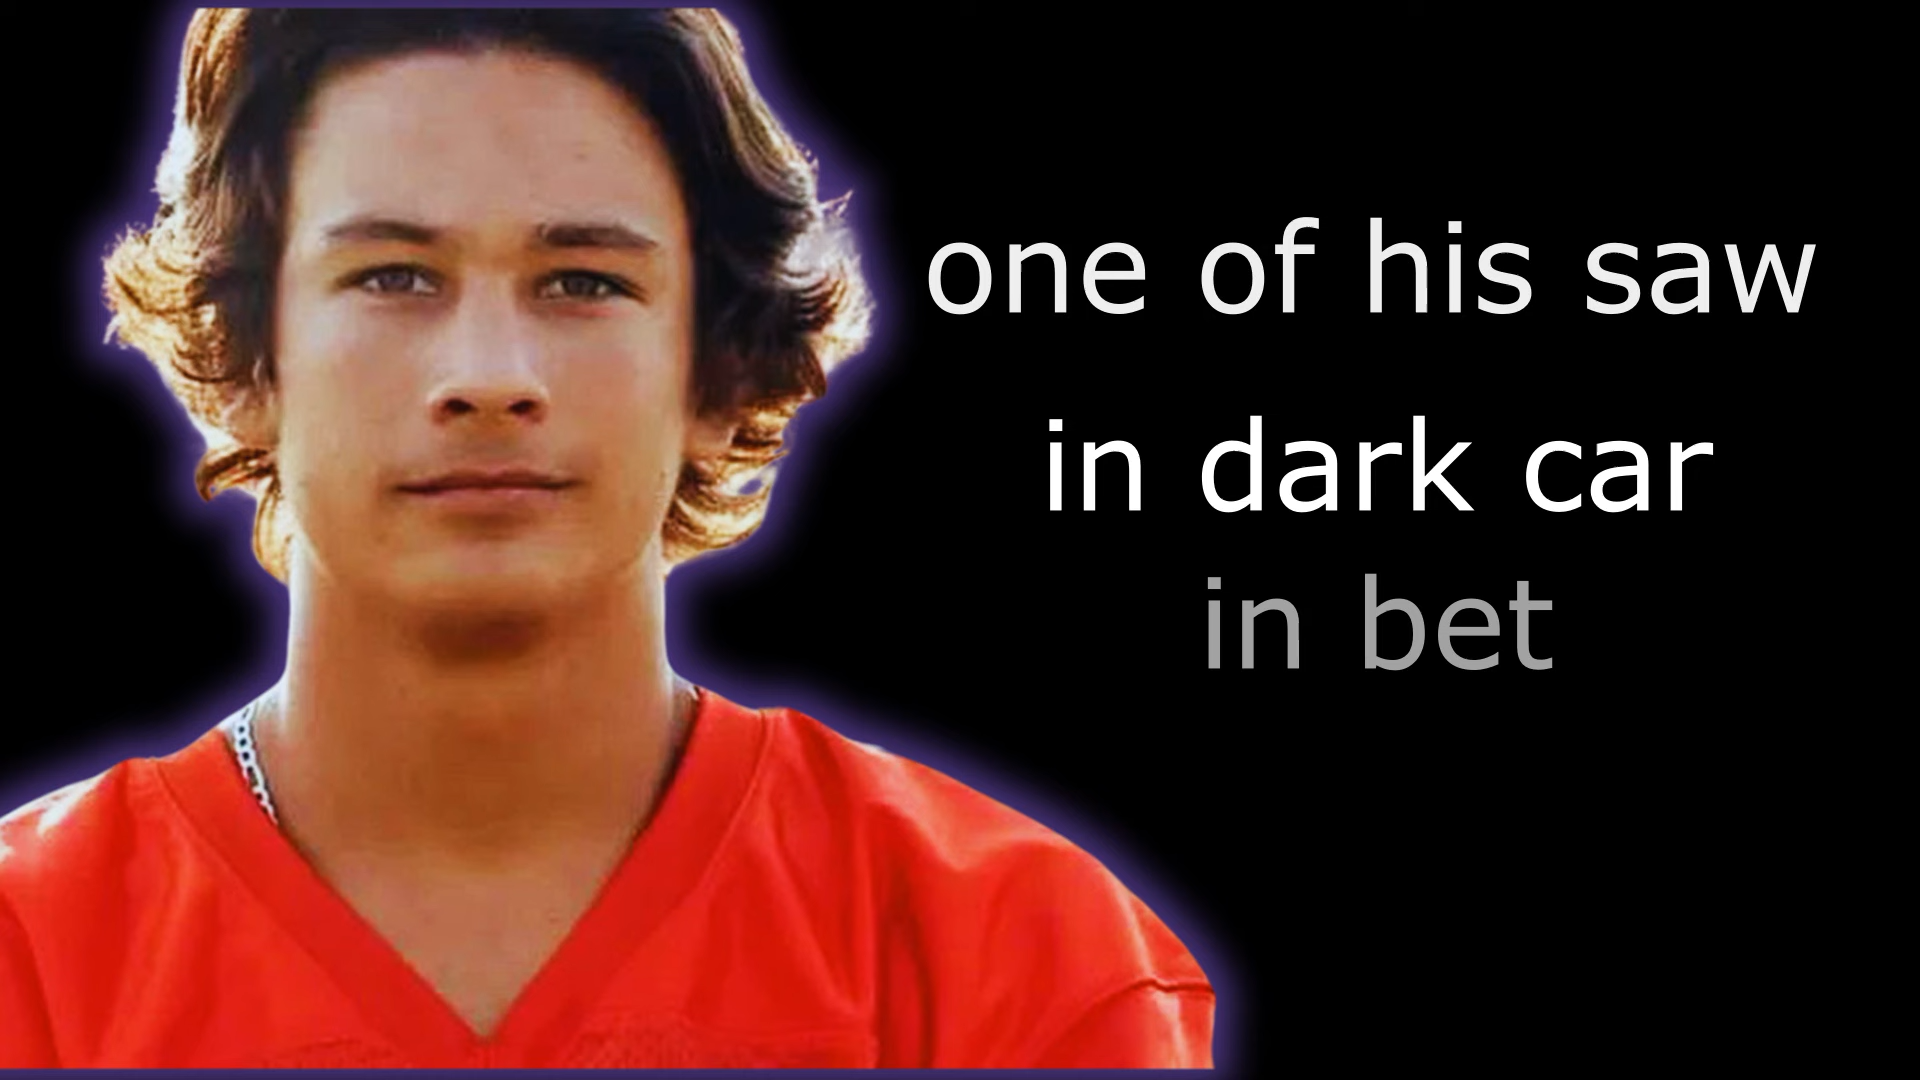 one of his saw
in dark car
in bet